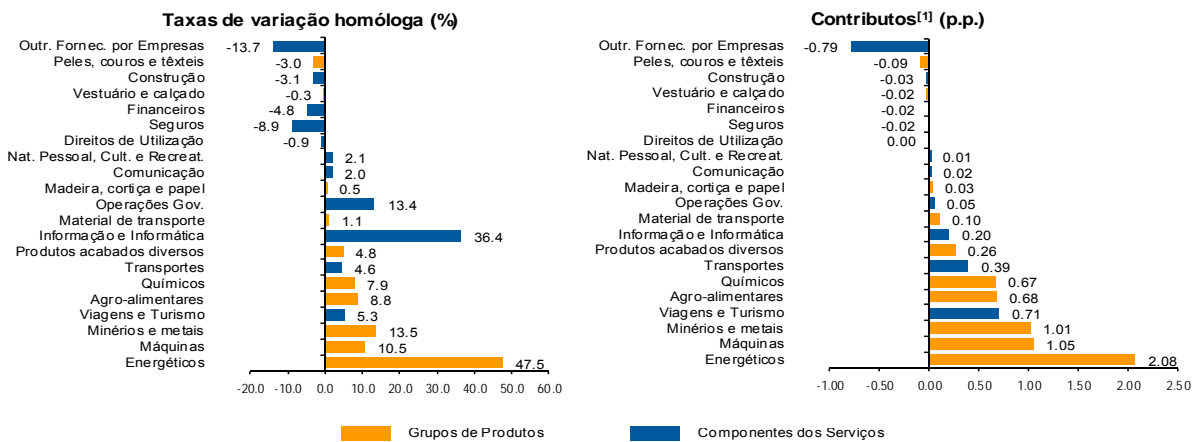 Taxas de variação homóloga (%)
Outr. Fornec. por Empresas -13.7
Peles, couros e têxteis -3.0
Construção -3.1
Vestuário e calçado -0.3
Financeiros -4.8
Seguros -8.9
Direitos de Utilização -0.9
Nat. Pessoal, Cult. e Recreat. 2.1
Comunicação 2.0
Madeira, cortiça e papel 0.5
Operações Gov. 13.4
Material de transporte 1.1
Informação e Informática 36.4
Produtos acabados diversos 4.8
Transportes 4.6
Químicos 7.9
Agro-alimentares 8.8
Viagens e Turismo 5.3
Minérios e metais 13.5
Máquinas 10.5
Energéticos 47.5
-20.0 -10.0 0.0 10.0 20.0 30.0 40.0 50.0 60.0
Contributos[1] (p.p.)
Outr. Fornec. por Empresas -0.79
Peles, couros e têxteis -0.09
Construção -0.03
Vestuário e calçado -0.02
Financeiros -0.02
Seguros -0.02
Direitos de Utilização 0.00
Nat. Pessoal, Cult. e Recreat. 0.01
Comunicação 0.02
Madeira, cortiça e papel 0.03
Operações Gov. 0.05
Material de transporte 0.10
Informação e Informática 0.20
Produtos acabados diversos 0.26
Transportes 0.39
Químicos 0.67
Agro-alimentares 0.68
Viagens e Turismo 0.71
Minérios e metais 1.01
Máquinas 1.05
Energéticos 2.08
-1.00 -0.50 0.00 0.50 1.00 1.50 2.00 2.50
Grupos de Produtos
Componentes dos Serviços